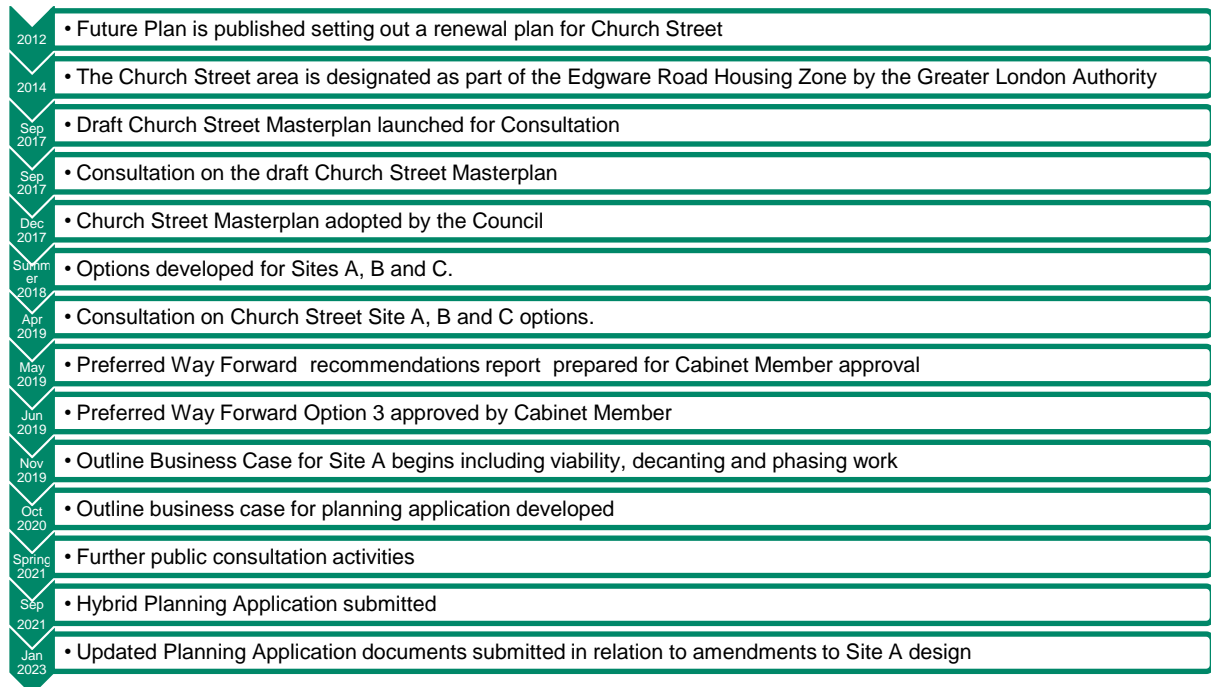 2012
• Future Plan is published setting out a renewal plan for Church Street
2014
• The Church Street area is designated as part of the Edgware Road Housing Zone by the Greater London Authority
Sep
2017
• Draft Church Street Masterplan launched for Consultation
Sep
2017
• Consultation on the draft Church Street Masterplan
Dec
2017
• Church Street Masterplan adopted by the Council
Summ
er
2018
• Options developed for Sites A, B and C.
Apr
2019
• Consultation on Church Street Site A, B and C options.
May
2019
• Preferred Way Forward recommendations report prepared for Cabinet Member approval
Jun
2019
• Preferred Way Forward Option 3 approved by Cabinet Member
Nov
2019
• Outline Business Case for Site A begins including viability, decanting and phasing work
Oct
2020
• Outline business case for planning application developed
Spring
2021
• Further public consultation activities
Sep
2021
• Hybrid Planning Application submitted
Jan
2023
• Updated Planning Application documents submitted in relation to amendments to Site A design